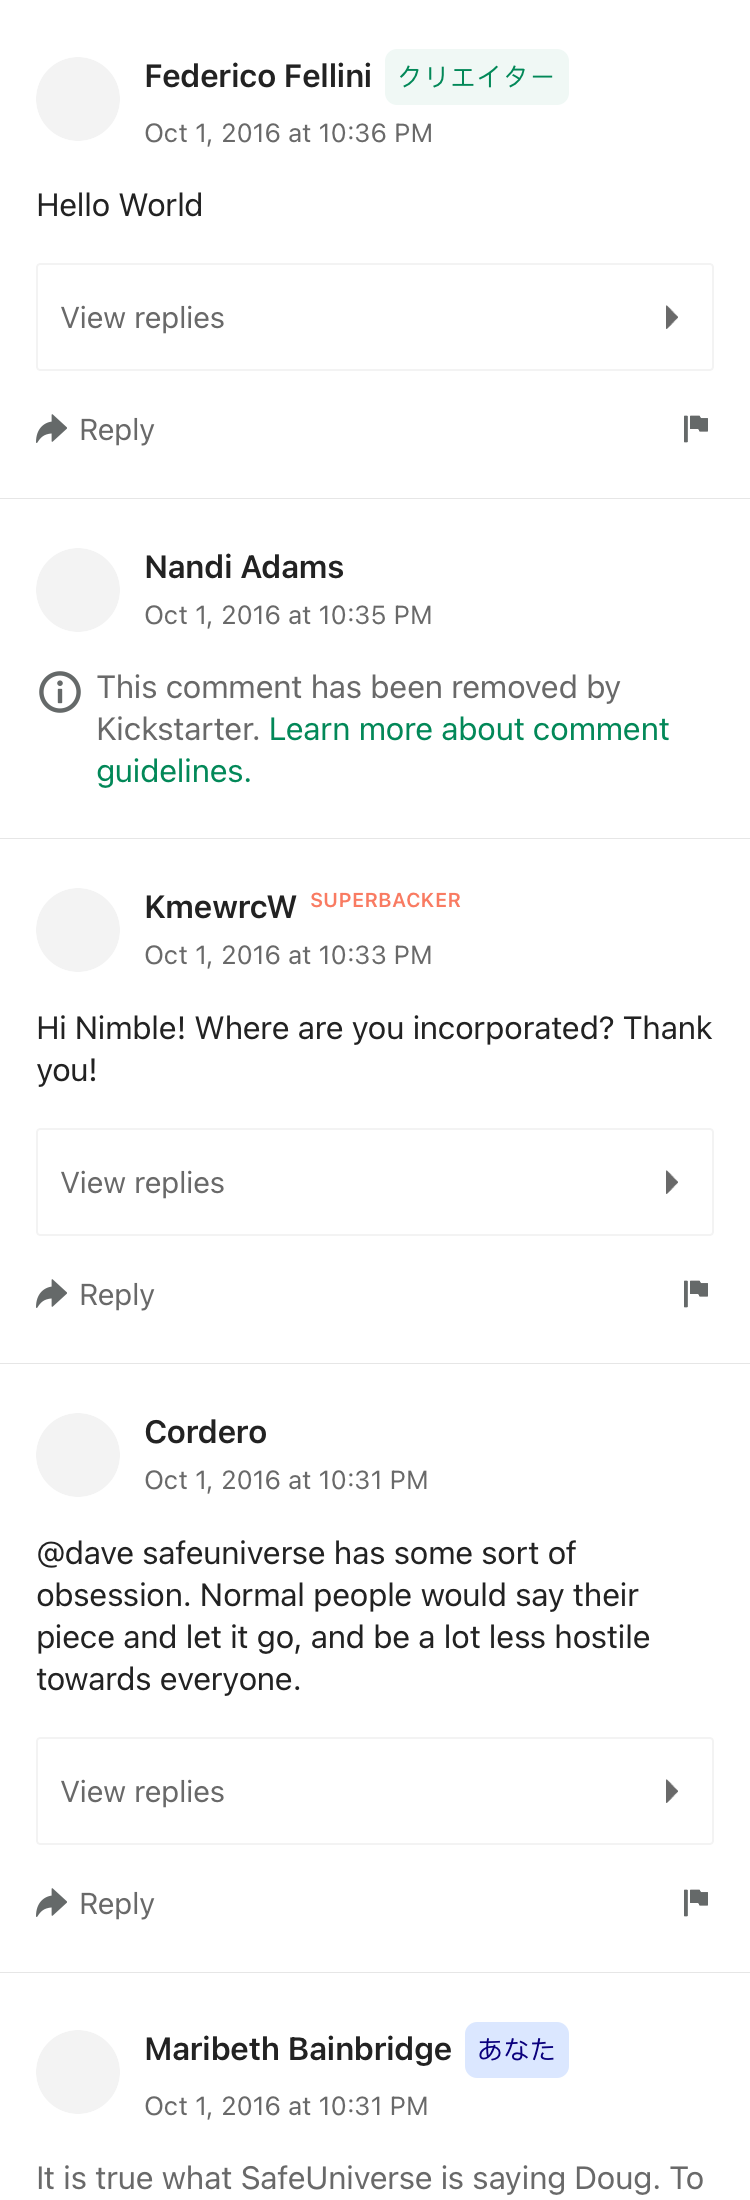 Federico Fellini クリエイター
Oct 1, 2016 at 10:36 PM
Hello World
View replies
Reply
Nandi Adams
Oct 1, 2016 at 10:35 PM
This comment has been removed by
Kickstarter. Learn more about comment
guidelines.
KmewrcW SUPERBACKER
Oct 1, 2016 at 10:33 PM
Hi Nimble! Where are you incorporated? Thank
you!
View replies
Reply
Cordero
Oct 1, 2016 at 10:31 PM
@dave safeuniverse has some sort of
obsession. Normal people would say their
piece and let it go, and be a lot less hostile
towards everyone.
View replies
Reply
Maribeth Bainbridge あなた
Oct 1, 2016 at 10:31 PM
It is true what SafeUniverse is saying Doug. To